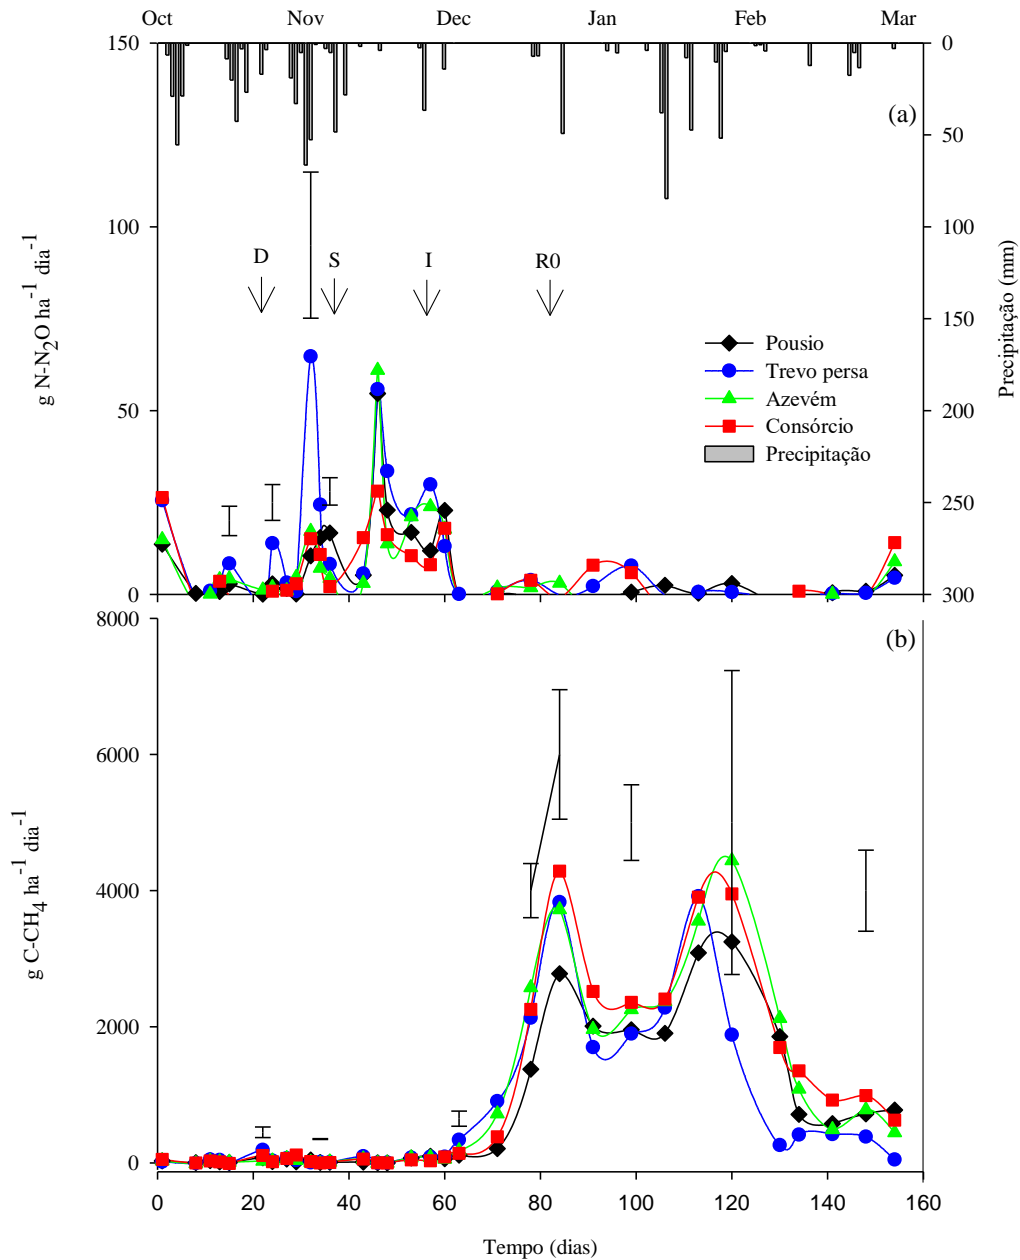 Oct Nov Dec Jan Feb Mar
150 0
(a)
50
100 100
g N-N2O ha-1 dia-1
Precipitação (mm)
D S I R0
150
Pousio
Trevo persa
Azevém
Consórcio
Precipitação
50 200
250
0 300
8000
(b)
6000
g C-CH4 ha-1 dia-1
4000
2000
0
0 20 40 60 80 100 120 140 160
Tempo (dias)